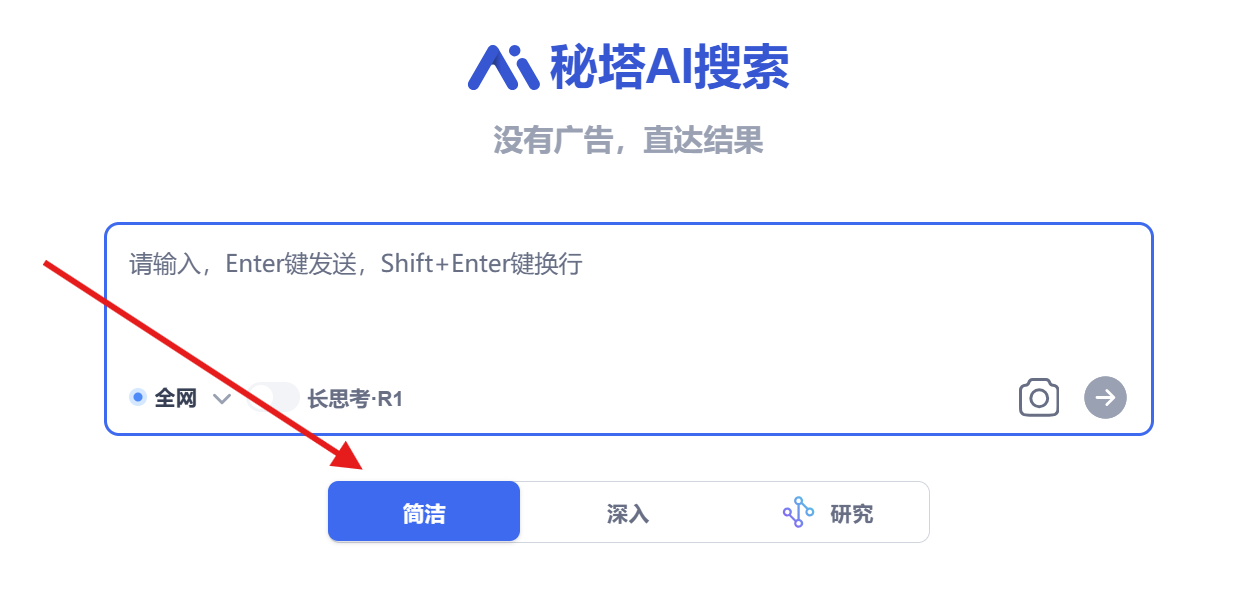 秘塔AI搜索
没有广告，直达结果
请输入，Enter键发送，Shift+Enter键换行
全网 长思考·R1
简洁 深入 研究